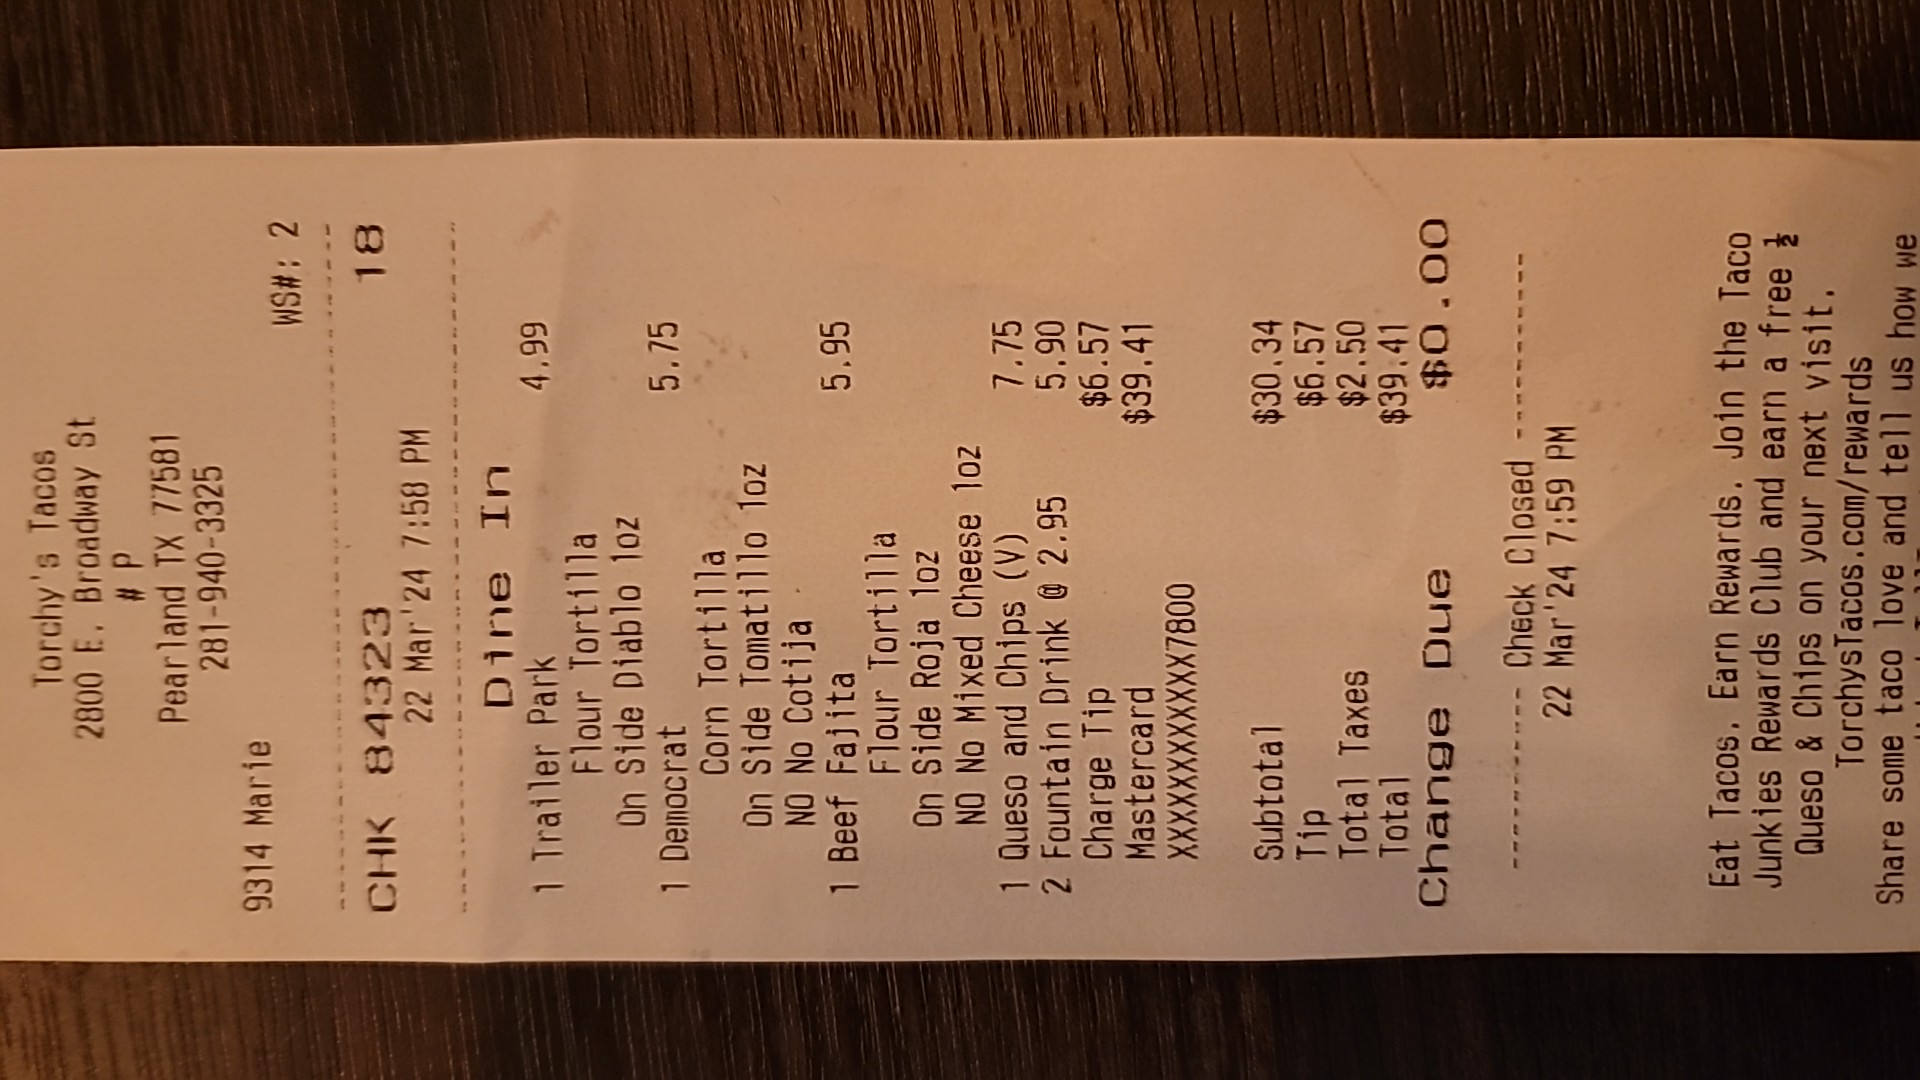 Torchy's Tacos
2800 E. Broadway St
# P
Pearland TX 77581
281-940-3325
9314 Marie
WS#: 2
CHK 84323 18
22 Mar'24 7:58 PM
Dine In
1 Trailer Park 4.99
Flour Tortilla
On Side Diablo 1oz
1 Democrat 5.75
Corn Tortilla
On Side Tomatillo 1oz
NO No Cotija
1 Beef Fajita 5.95
Flour Tortilla
On Side Roja 1oz
NO No Mixed Cheese 1oz
1 Queso and Chips (V) 7.75
2 Fountain Drink @ 2.95 5.90
Charge Tip $6.57
Mastercard $39.41
XXXXXXXXXXXX7800
Subtotal $30.34
Tip $6.57
Total Taxes $2.50
Total $39.41
Change Due $0.00
---------- Check Closed ----------
22 Mar'24 7:59 PM
Eat Tacos. Earn Rewards. Join the Taco
Junkies Rewards Club and earn a free ½
Queso & Chips on your next visit.
TorchysTacos.com/rewards
Share some taco love and tell us how we